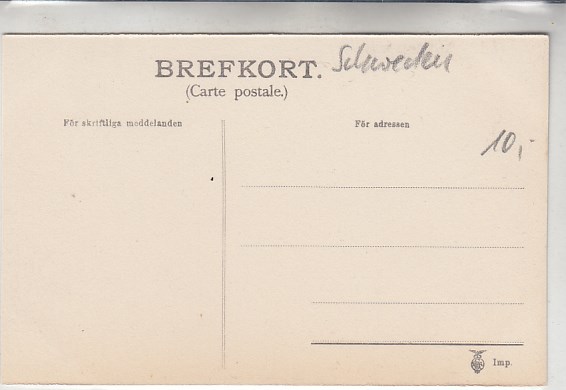 BREFKORT. Schweden
(Carte postale.)
För skriftliga meddelanden
För adressen
10,-
Imp.